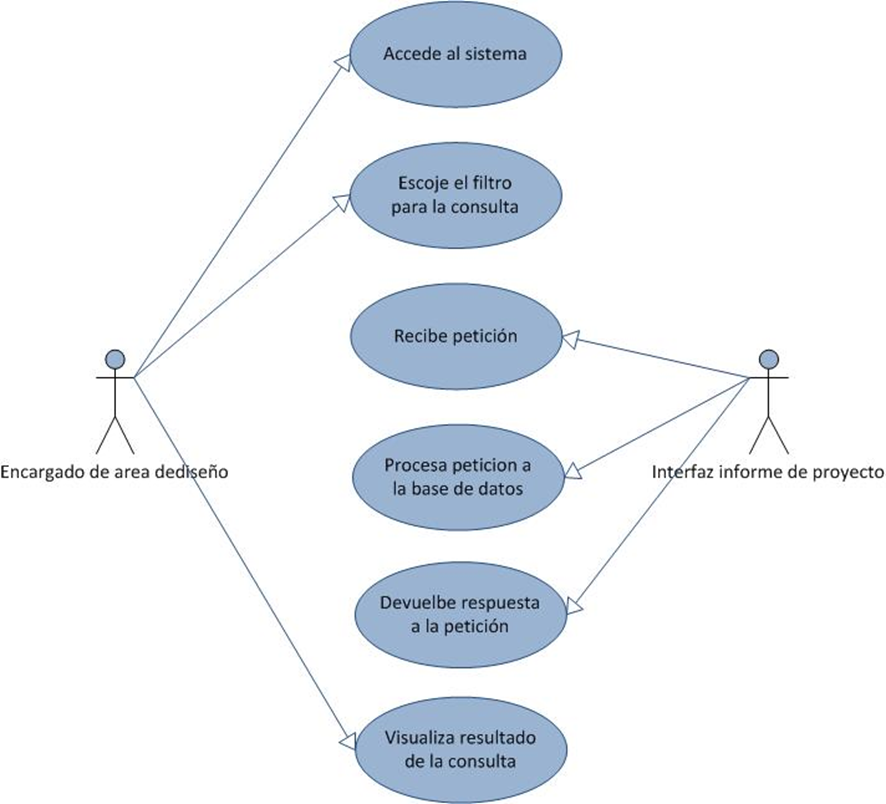 Accede al sistema
Escoje el filtro
para la consulta
Recibe petición
Procesa peticion a
la base de datos
Encargado de area dediseño
Interfaz informe de proyecto
Devuelbe respuesta
a la petición
Visualiza resultado
de la consulta